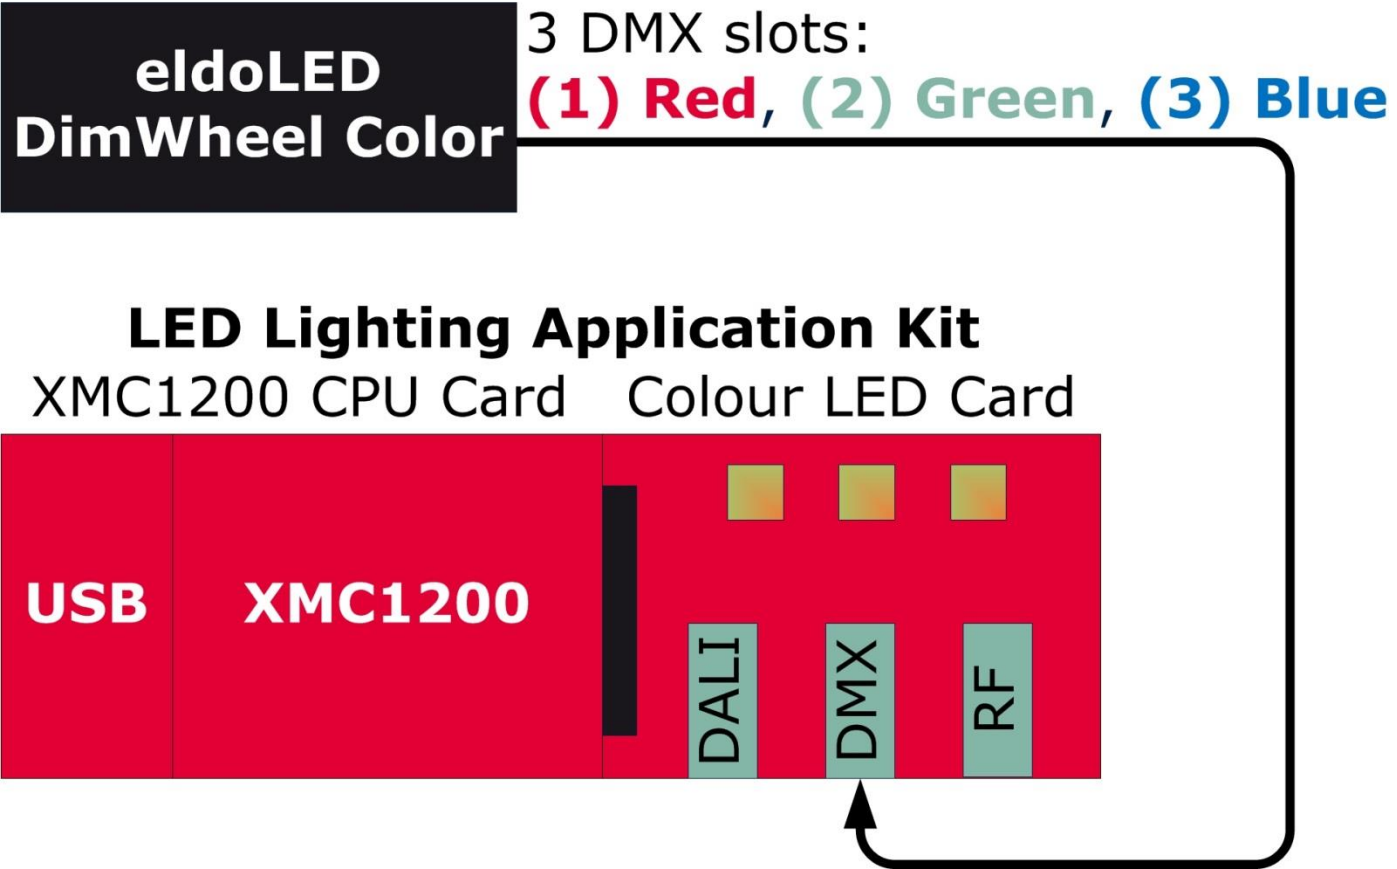 eldoLED
DimWheel Color
3 DMX slots:
(1) Red, (2) Green, (3) Blue
LED Lighting Application Kit
XMC1200 CPU Card
Colour LED Card
USB
XMC1200
DALI
DMX
RF